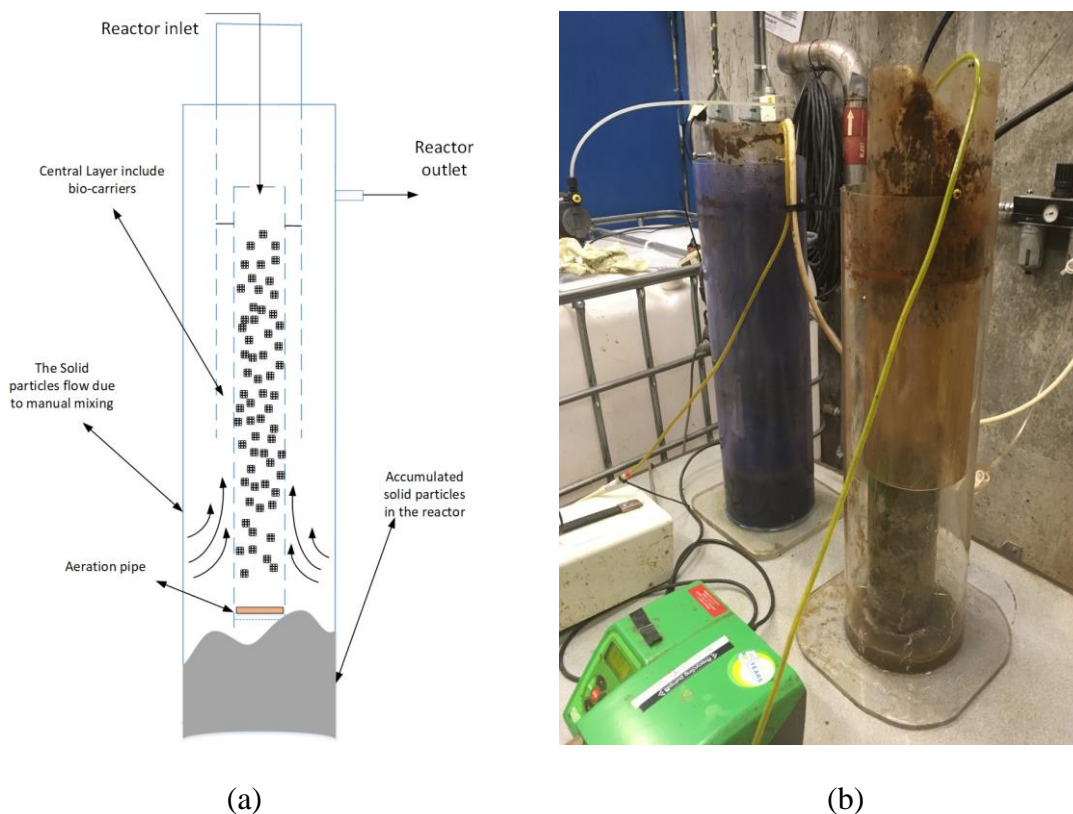 Reactor inlet
Reactor
outlet
Central Layer include
bio-carriers
The Solid
particles flow due
to manual mixing
Accumulated
solid particles
in the reactor
Aeration pipe
(a)
(b)